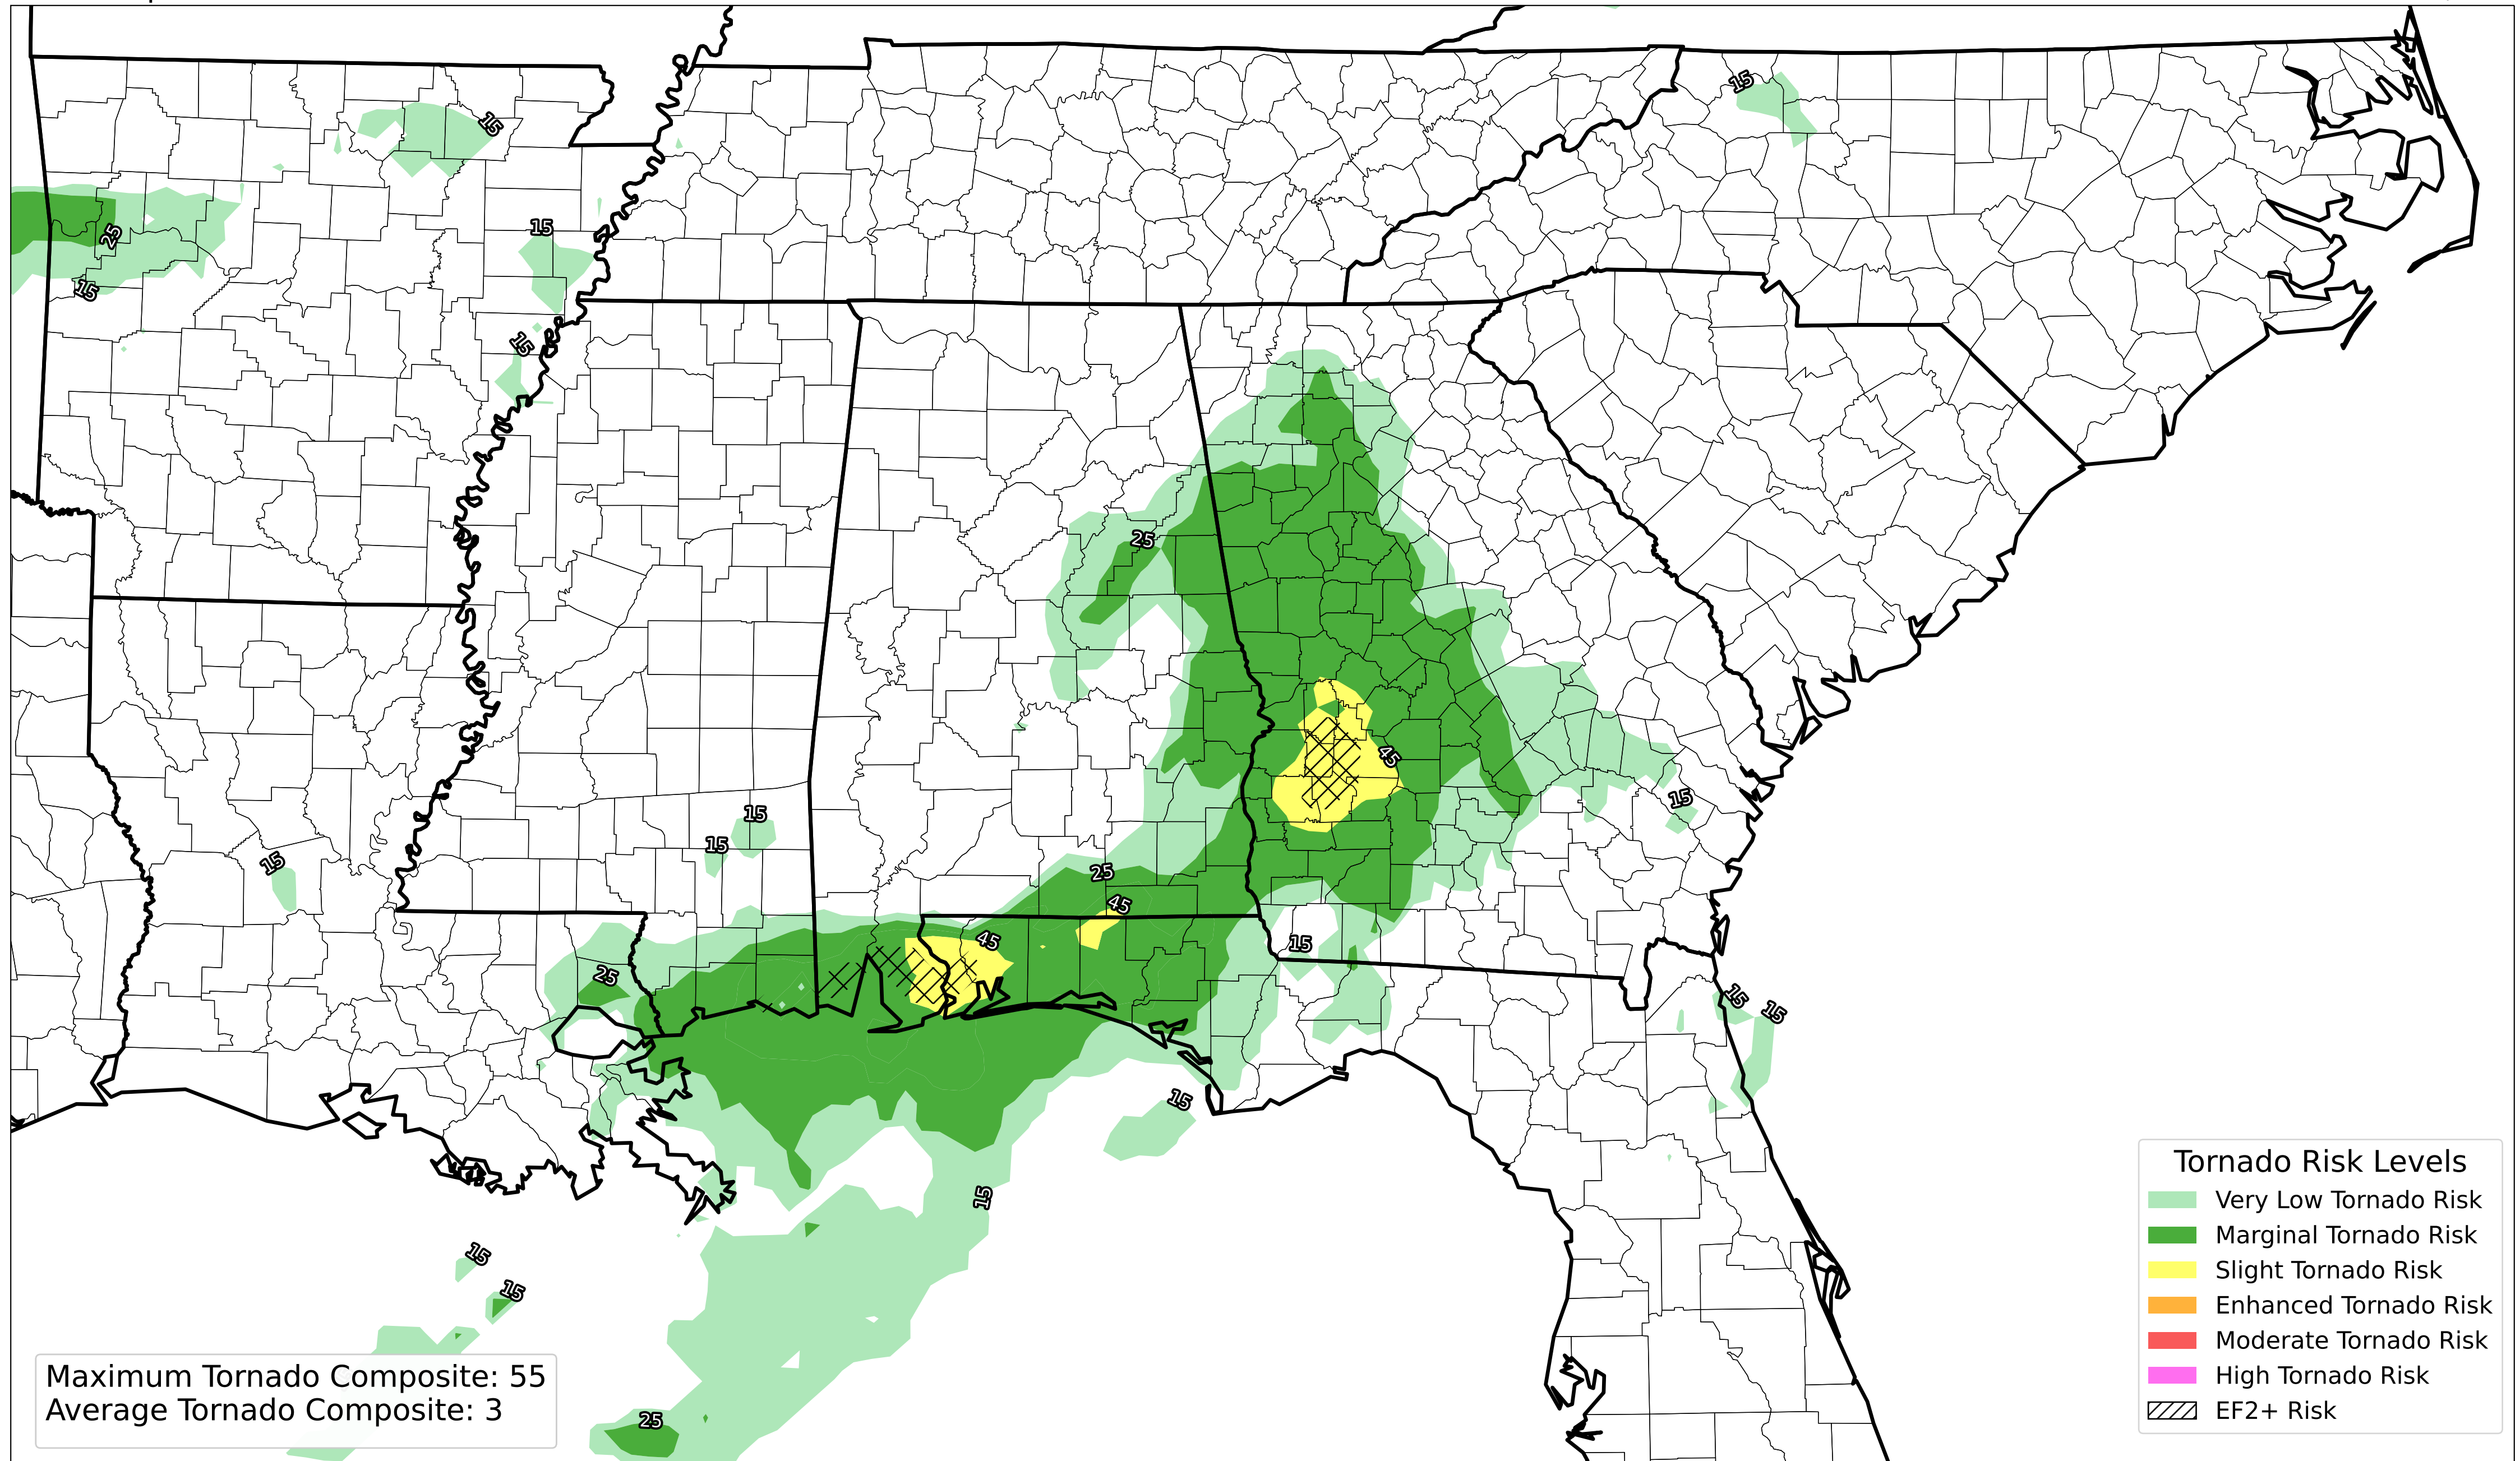 15
15
25
15
15
15
25
45
15
15
15
15
25
45
45
15
25
15
15
15
15
15
15
25
Tornado Risk Levels
Very Low Tornado Risk
Marginal Tornado Risk
Slight Tornado Risk
Enhanced Tornado Risk
Moderate Tornado Risk
High Tornado Risk
EF2+ Risk
Maximum Tornado Composite: 55
Average Tornado Composite: 3